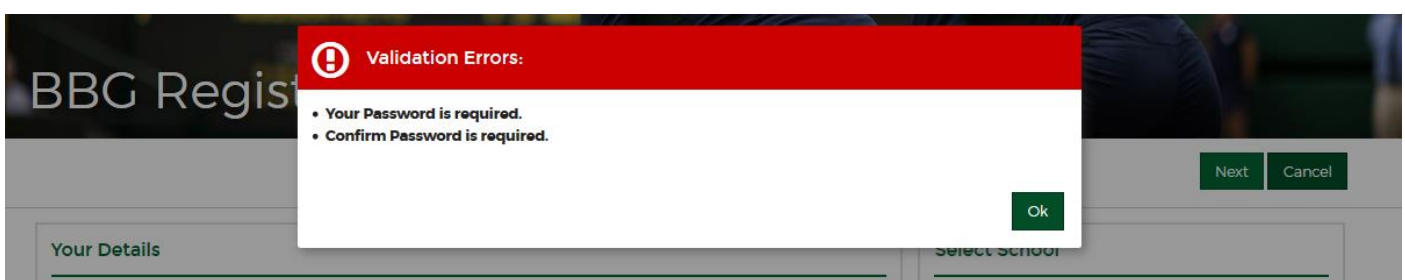 Validation Errors:
BBG Regist
• Your Password is required.
• Confirm Password is required.
Next Cancel
Ok
Your Details
Select School